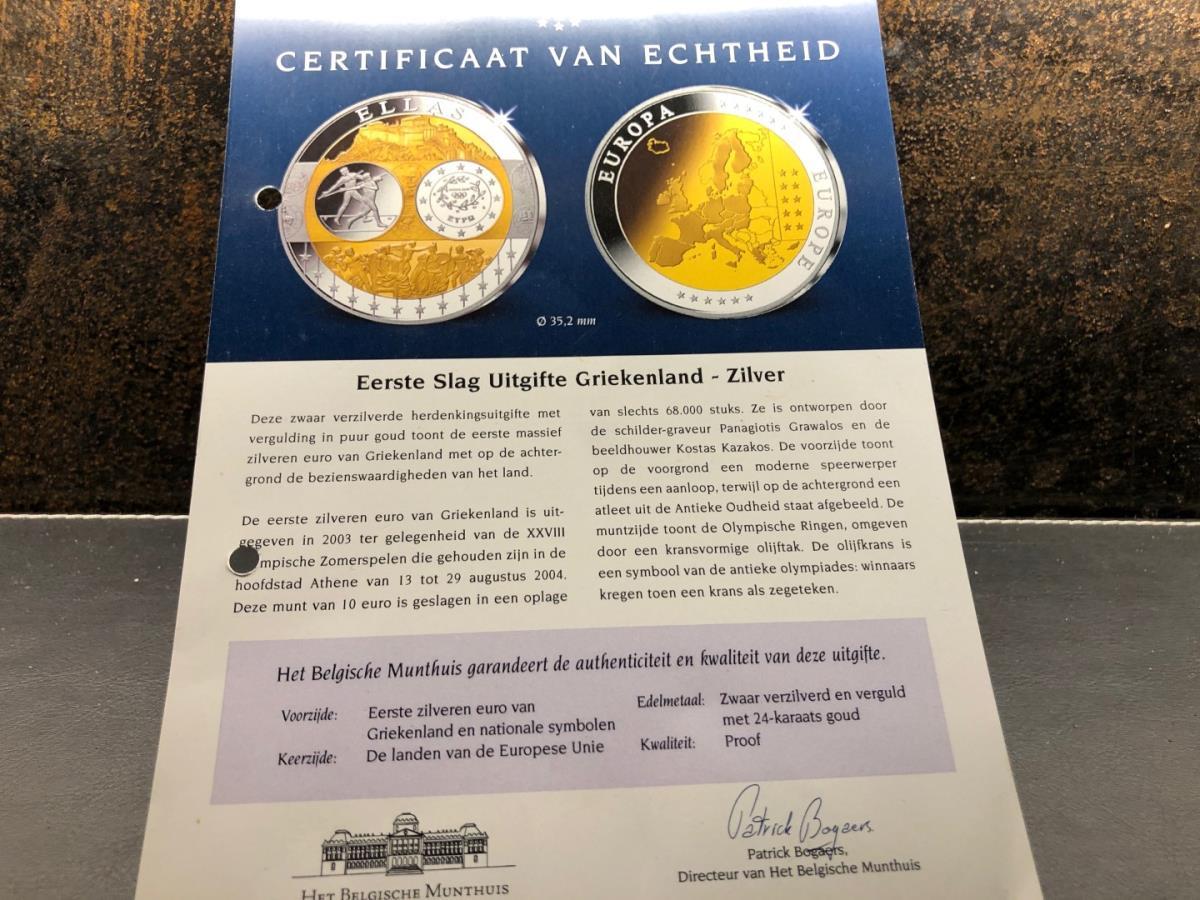 CERTIFICAAT VAN ECHTHEID
ELLAS
ΕΥΡΩ
EUROPA
EUROPE
Ø 35,2 mm
Eerste Slag Uitgifte Griekenland - Zilver
Deze zwaar verzilverde herdenkingsuitgifte met
vergulding in puur goud toont de eerste massief
zilveren euro van Griekenland met op de achter-
grond de bezienswaardigheden van het land.
De eerste zilveren euro van Griekenland is uit-
gegeven in 2003 ter gelegenheid van de XXVIII
mpische Zomerspelen die gehouden zijn in de
hoofdstad Athene van 13 tot 29 augustus 2004.
Deze munt van 10 euro is geslagen in een oplage
van slechts 68.000 stuks. Ze is ontworpen door
de schilder-graveur Panagiotis Grawalos en de
beeldhouwer Kostas Kazakos. De voorzijde toont
op de voorgrond een moderne speerwerper
tijdens een aanloop, terwijl op de achtergrond een
atleet uit de Antieke Oudheid staat afgebeeld. De
muntzijde toont de Olympische Ringen, omgeven
door een kransvormige olijftak. De olijfkrans is
een symbool van de antieke olympiades: winnaars
kregen toen een krans als zegeteken.
Het Belgische Munthuis garandeert de authenticiteit en kwaliteit van deze uitgifte.
Voorzijde: Eerste zilveren euro van
Griekenland en nationale symbolen
Keerzijde: De landen van de Europese Unie
Edelmetaal: Zwaar verzilverd en verguld
met 24-karaats goud
Kwaliteit: Proof
HET BELGISCHE MUNTHUIS
Patrick Bogaers
Patrick Bogaers,
Directeur van Het Belgische Munthuis